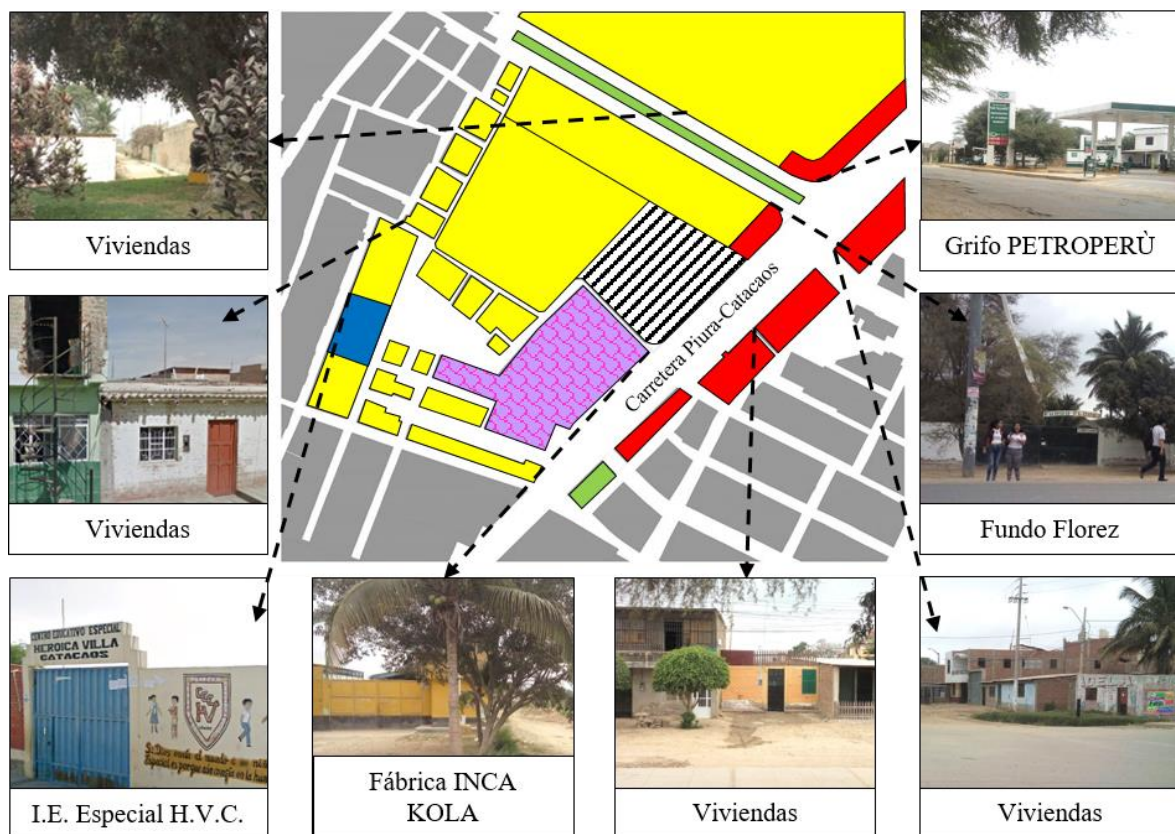 Viviendas
Grifo PETROPERÙ
Carretera Piura-Catacaos
Viviendas
Fundo Florez
CENTRO EDUCATIVO ESPECIAL
HEROICA VILLA
CATACAOS
I.E. Especial H.V.C.
Fábrica INCA
KOLA
Viviendas
Viviendas